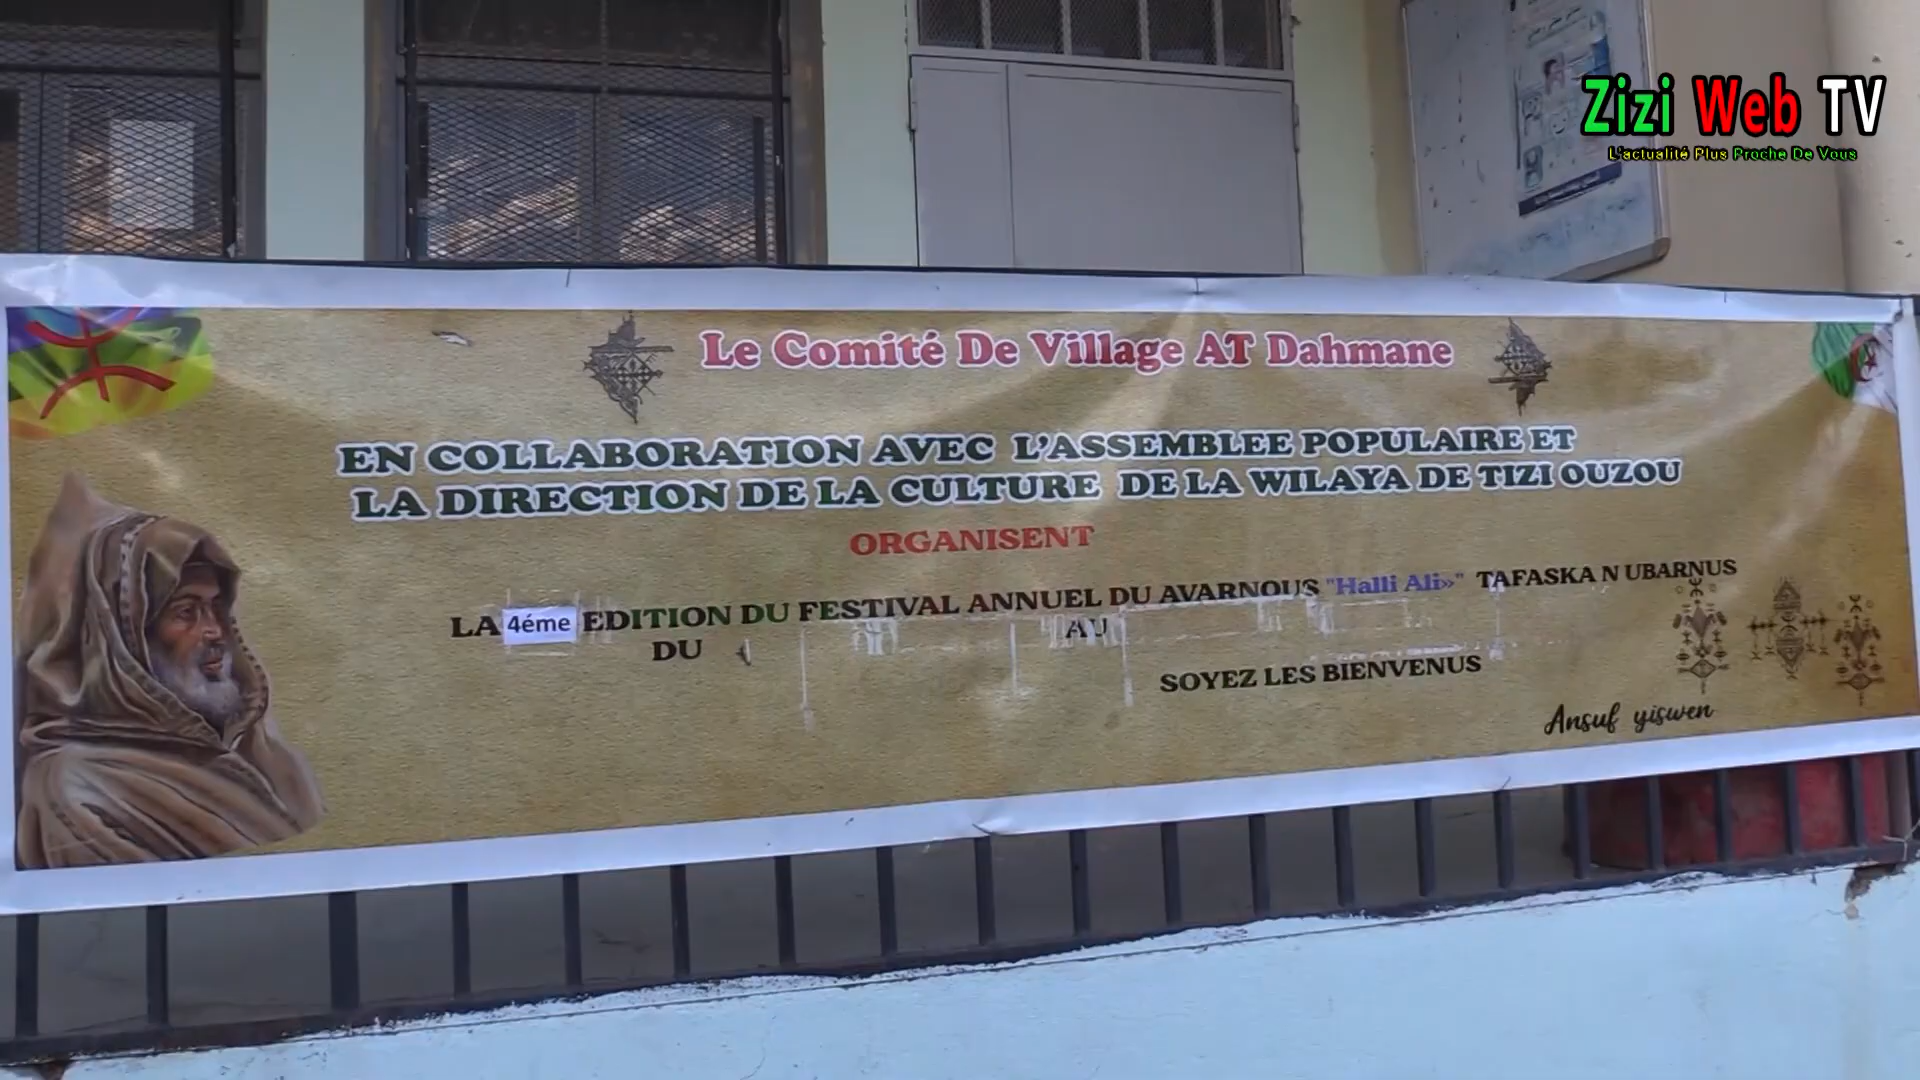 Zizi Web TV
L'actualité Plus Proche De Vous
Le Comité De Village AT Dahmane
EN COLLABORATION AVEC L'ASSEMBLEE POPULAIRE ET
LA DIRECTION DE LA CULTURE DE LA WILAYA DE TIZI OUZOU
ORGANISENT
LA 4éme EDITION DU FESTIVAL ANNUEL DU AVARNOUS "Halli Ali»" TAFASKA N UBARNUS
DU AU
SOYEZ LES BIENVENUS
Ansuf yiswen